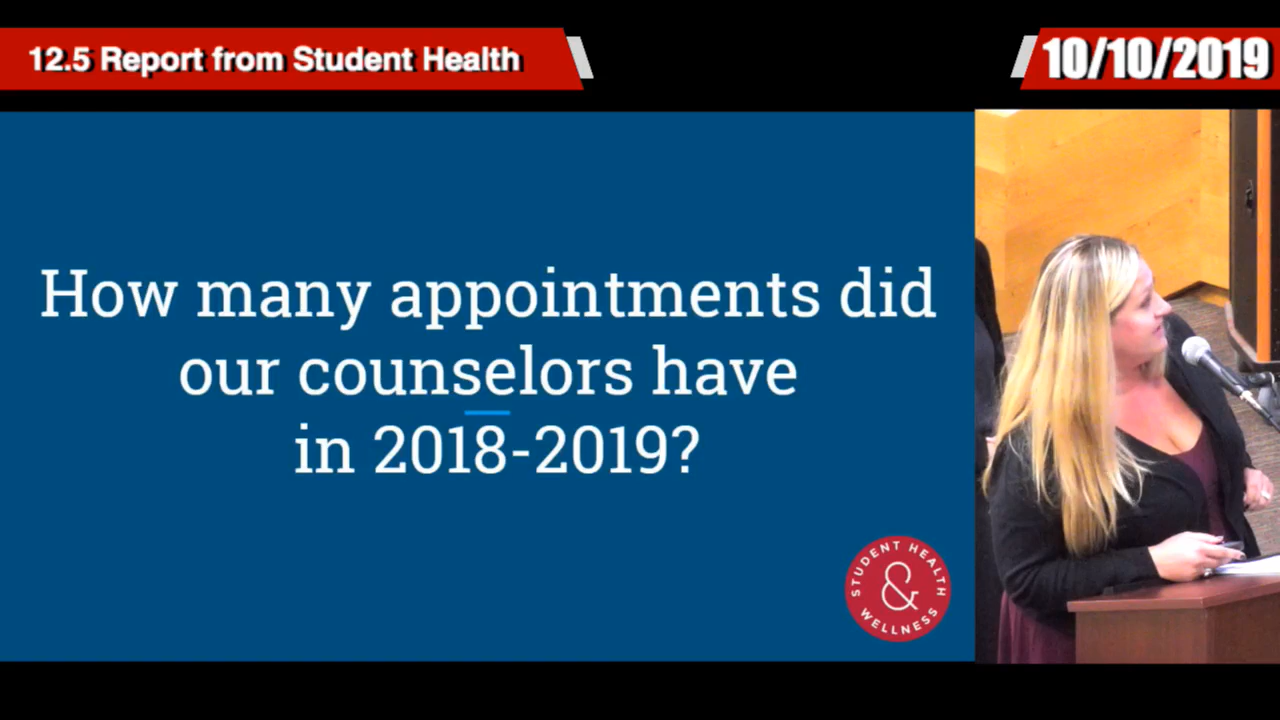 12.5 Report from Student Health
10/10/2019
How many appointments did
our counselors have
in 2018-2019?
STUDENT HEALTH
&
WELLNESS